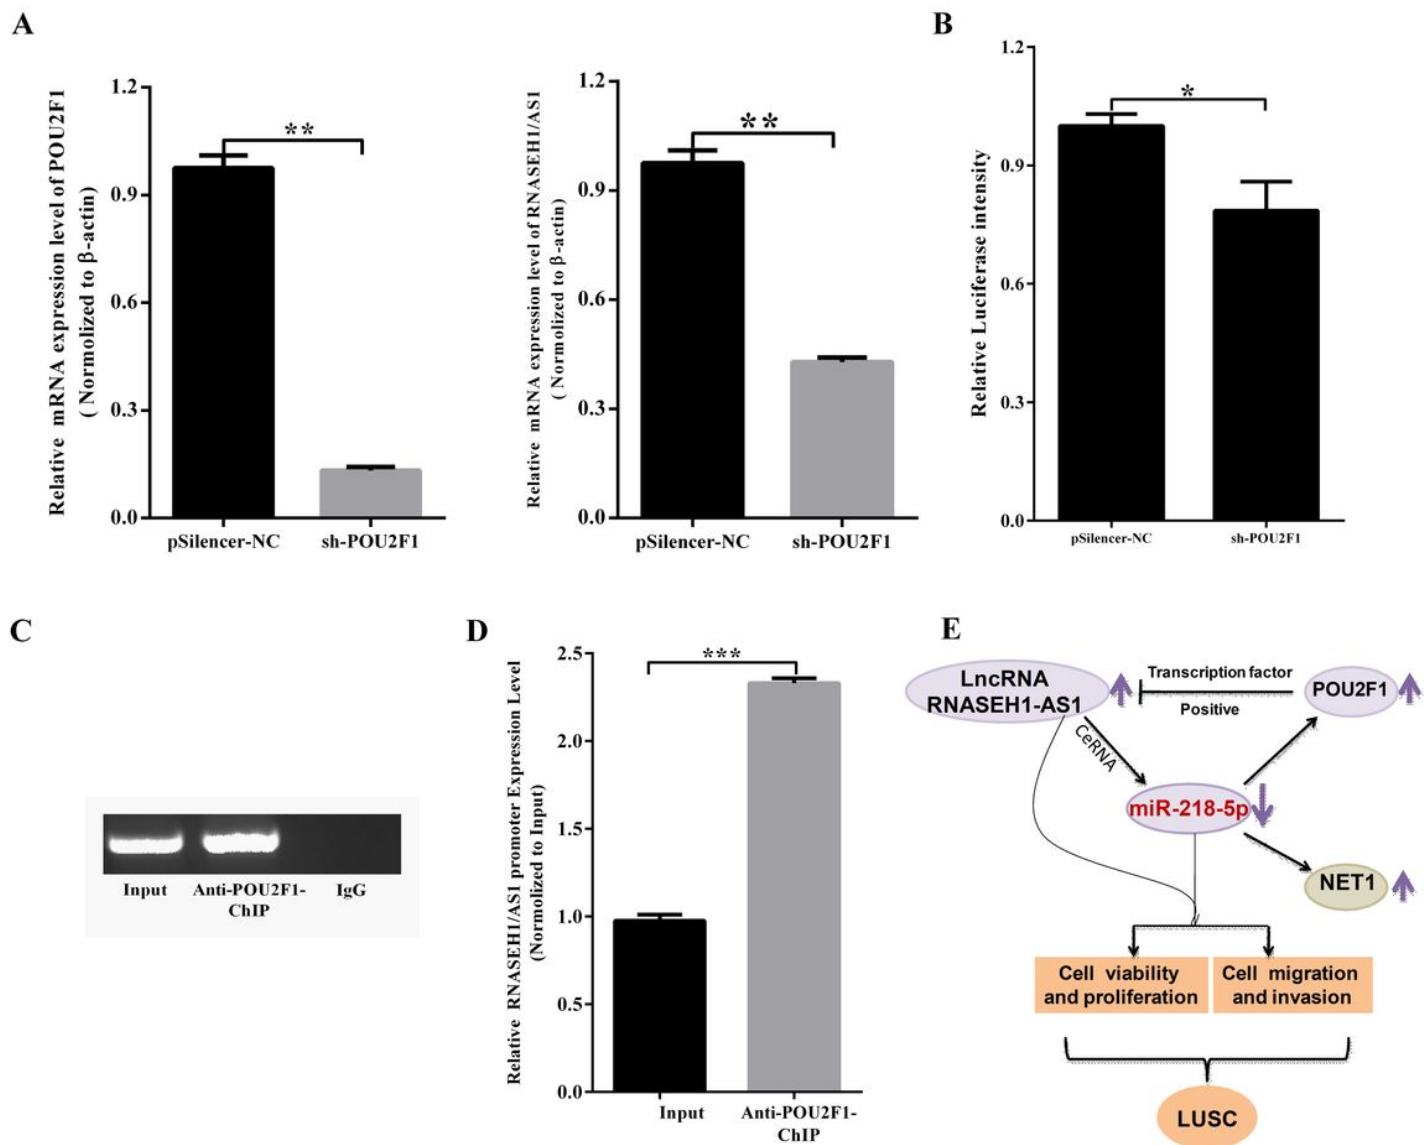 A
Relative mRNA expression level of POU2F1
( Normolized to β-actin)
1.2
0.9
0.6
0.3
0.0
**
pSilencer-NC
sh-POU2F1
Relative mRNA expression level of RNASEH1/AS1
( Normolized to β-actin)
1.2
0.9
0.6
0.3
0.0
**
pSilencer-NC
sh-POU2F1
B
Relative Luciferase intensity
1.2
0.9
0.6
0.3
0.0
*
pSilencer-NC
sh-POU2F1
C
Input
Anti-POU2F1-
ChIP
IgG
D
Relative RNASEH1/AS1 promoter Expression Level
(Normolized to Input)
2.5
2.0
1.5
1.0
0.5
0.0
***
Input
Anti-POU2F1-
ChIP
E
LncRNA
RNASEH1-AS1
Transcription factor
Positive
POU2F1
CeRNA
miR-218-5p
NET1
Cell viability
and proliferation
Cell migration
and invasion
LUSC